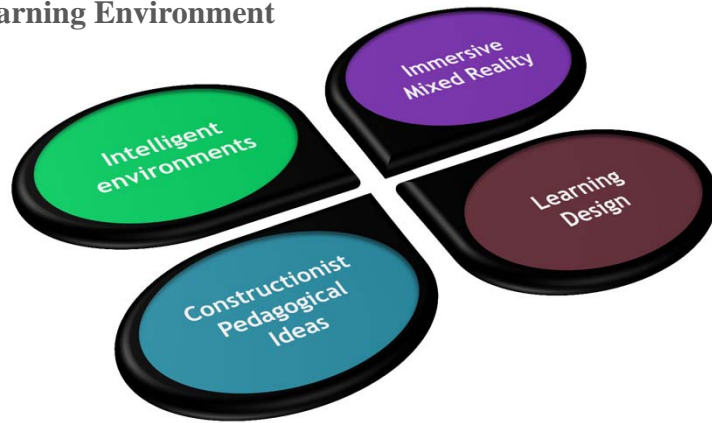 arning Environment
Immersive
Mixed Reality
Intelligent
environments
Learning
Design
Constructionist
Pedagogical
Ideas